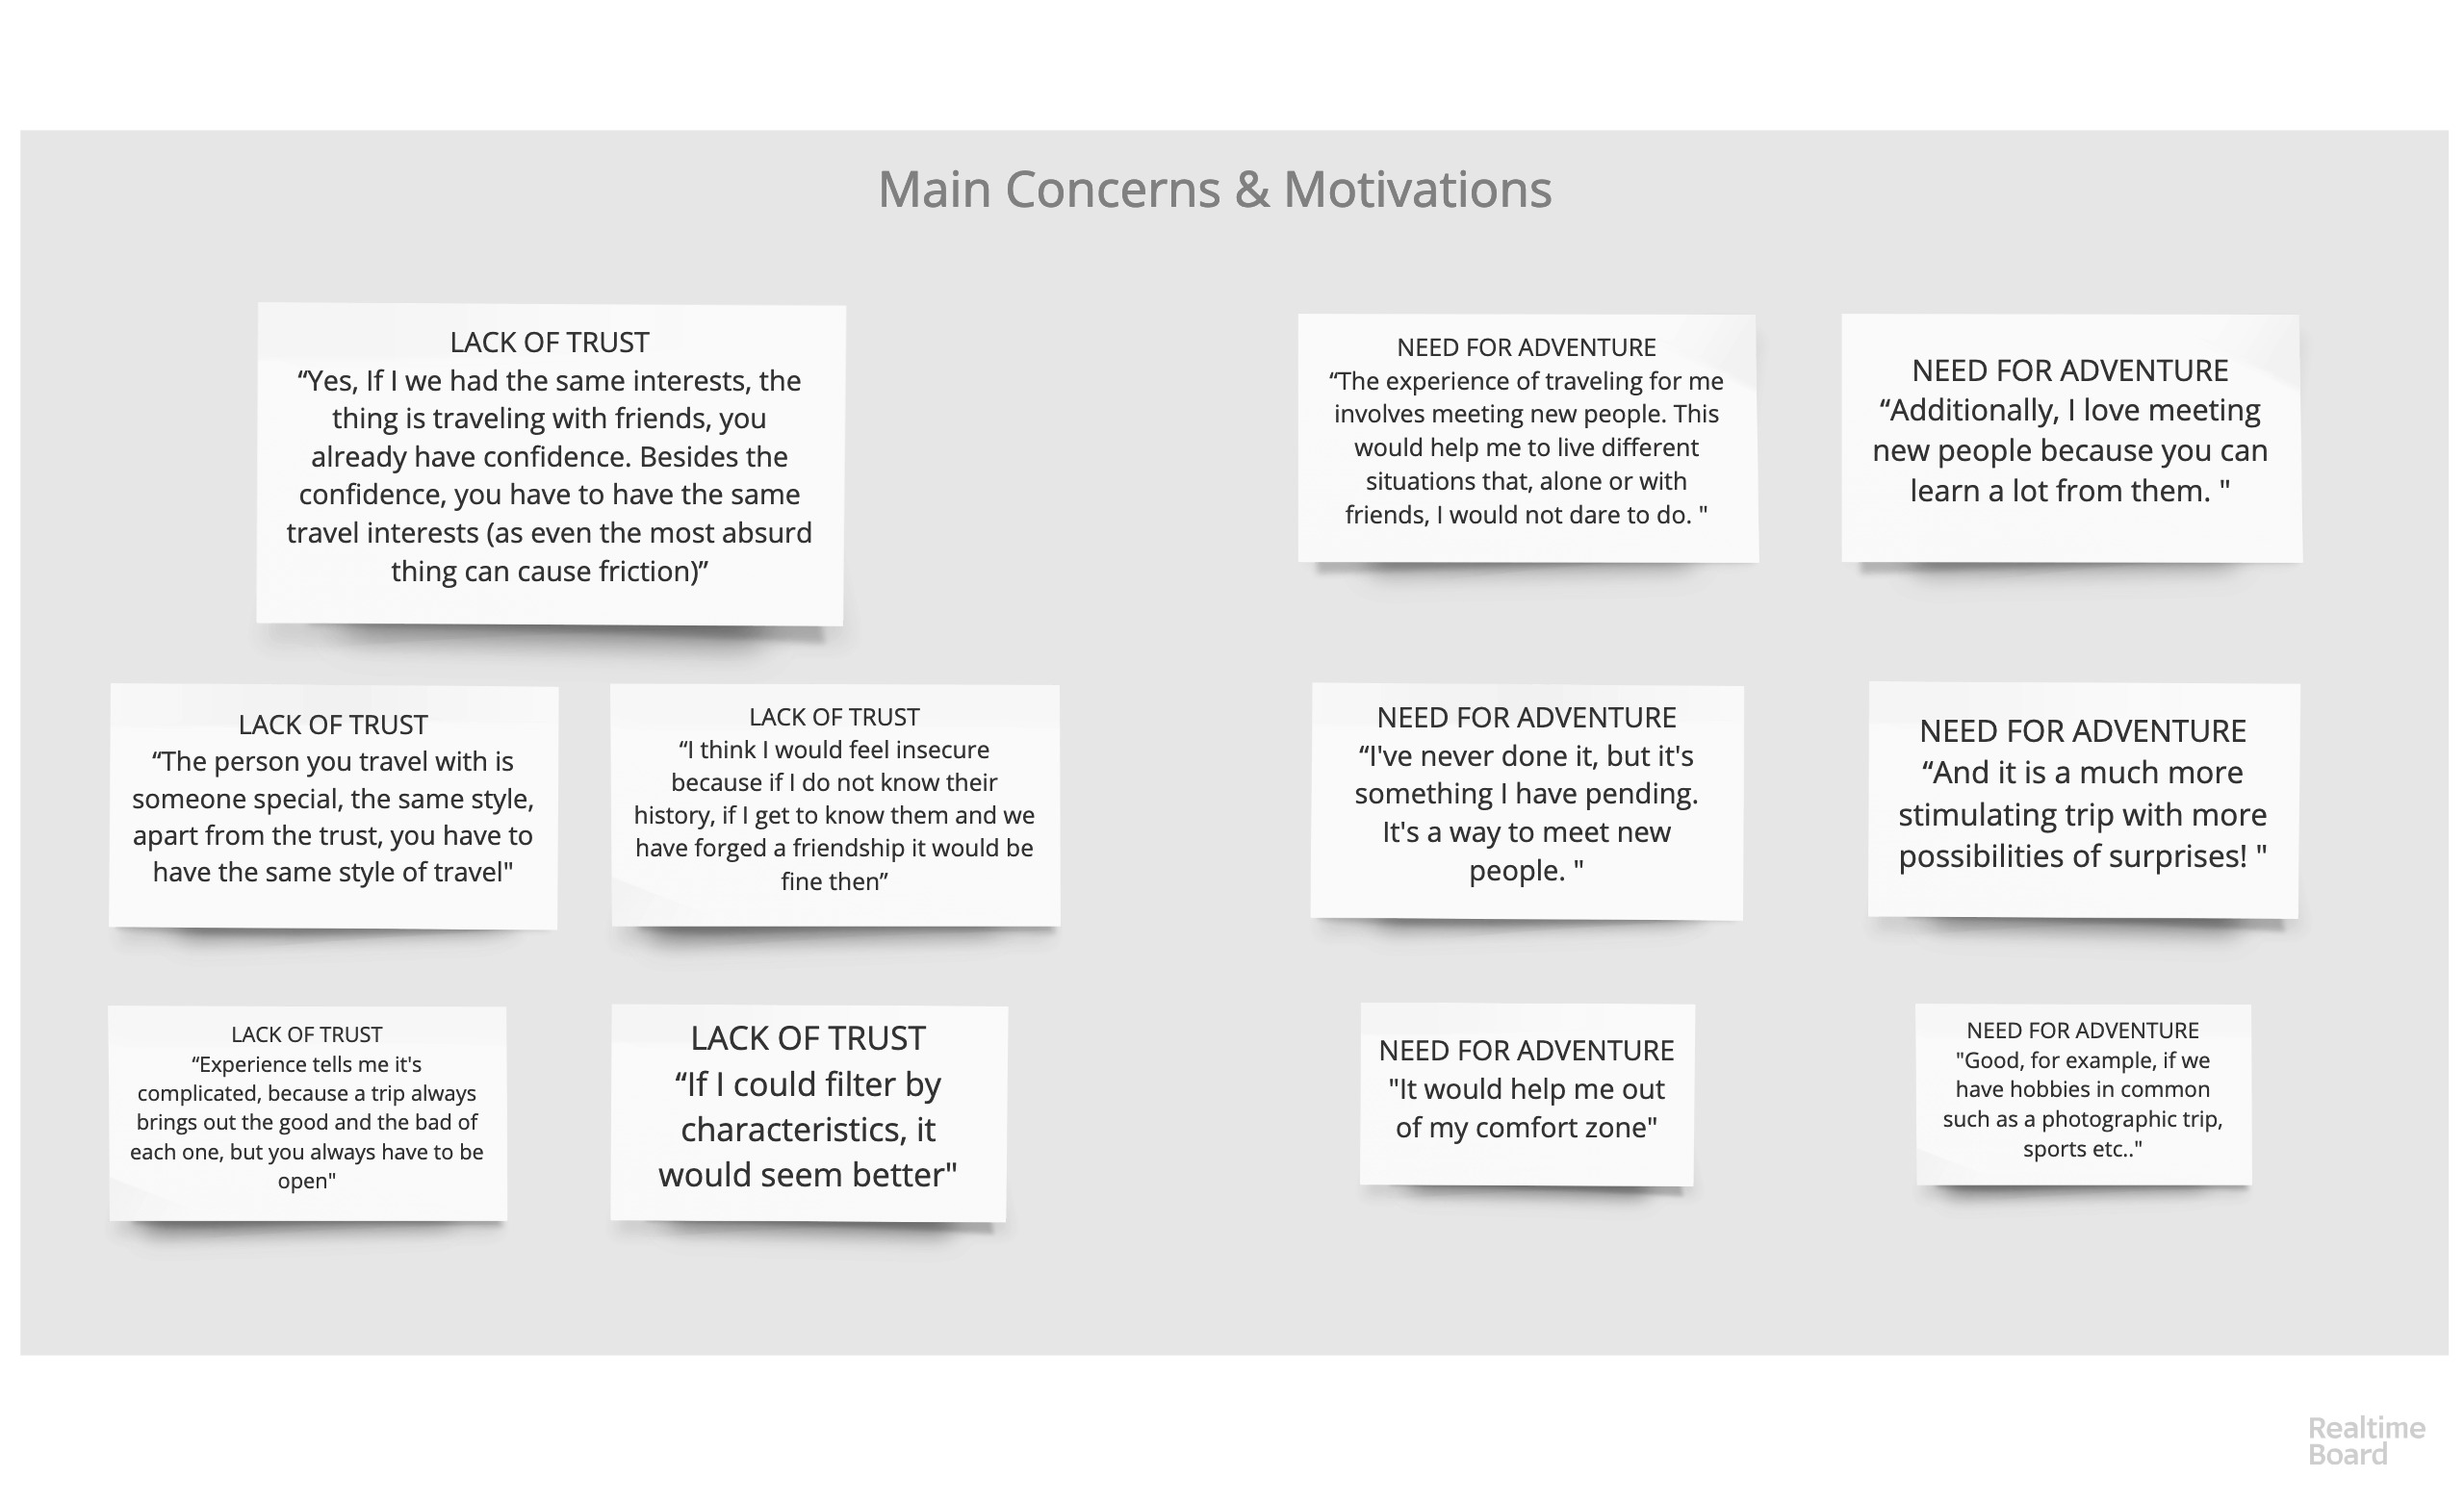 Main Concerns & Motivations
LACK OF TRUST
“Yes, If I we had the same interests, the
thing is traveling with friends, you
already have confidence. Besides the
confidence, you have to have the same
travel interests (as even the most absurd
thing can cause friction)”
LACK OF TRUST
“The person you travel with is
someone special, the same style,
apart from the trust, you have to
have the same style of travel"
LACK OF TRUST
“I think I would feel insecure
because if I do not know their
history, if I get to know them and we
have forged a friendship it would be
fine then”
LACK OF TRUST
“Experience tells me it's
complicated, because a trip always
brings out the good and the bad of
each one, but you always have to be
open"
LACK OF TRUST
“If I could filter by
characteristics, it
would seem better"
NEED FOR ADVENTURE
“The experience of traveling for me
involves meeting new people. This
would help me to live different
situations that, alone or with
friends, I would not dare to do. "
NEED FOR ADVENTURE
“Additionally, I love meeting
new people because you can
learn a lot from them. "
NEED FOR ADVENTURE
“I've never done it, but it's
something I have pending.
It's a way to meet new
people. "
NEED FOR ADVENTURE
“And it is a much more
stimulating trip with more
possibilities of surprises! "
NEED FOR ADVENTURE
"It would help me out
of my comfort zone"
NEED FOR ADVENTURE
"Good, for example, if we
have hobbies in common
such as a photographic trip,
sports etc.."
Realtime
Board